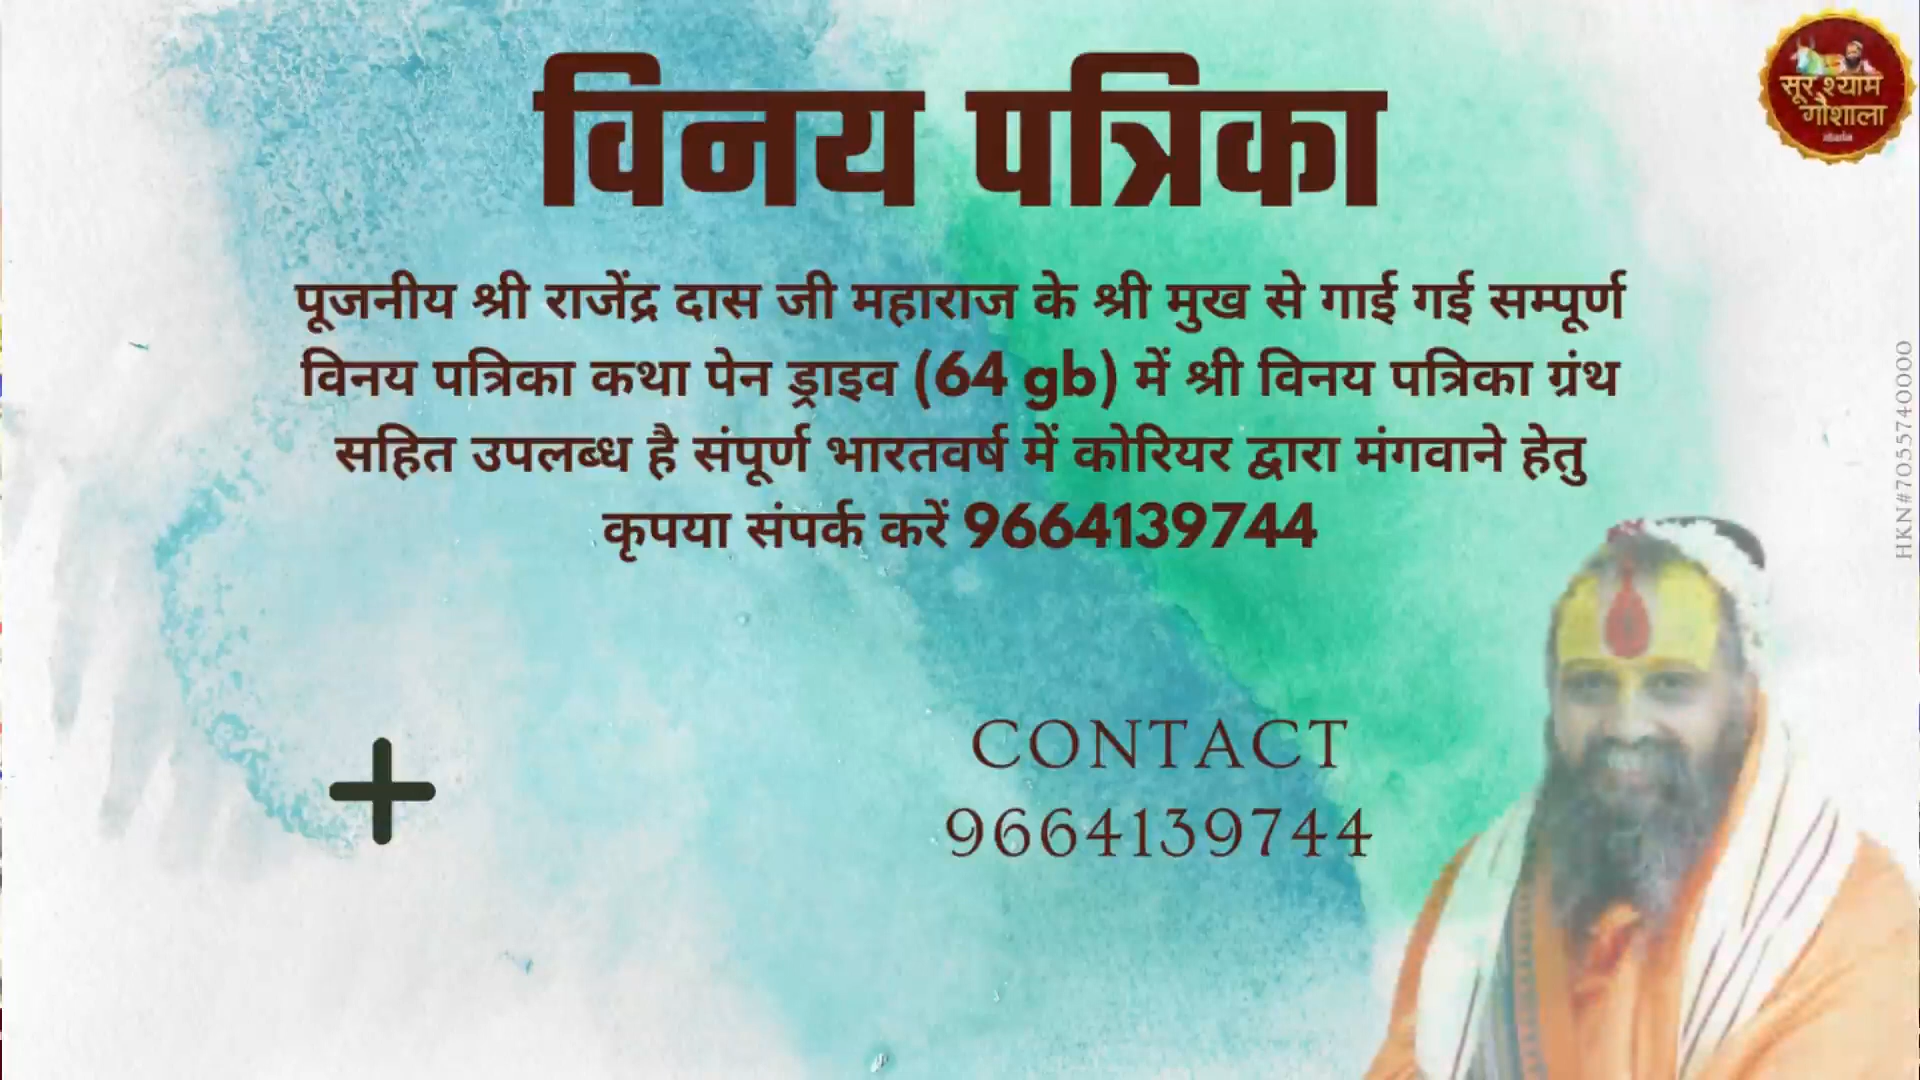 विनय पत्रिका
सूर श्याम
गौशाला
पूजनीय श्री राजेंद्र दास जी महाराज के श्री मुख से गाई गई सम्पूर्ण
विनय पत्रिका कथा पेन ड्राइव (64 gb) में श्री विनय पत्रिका ग्रंथ
सहित उपलब्ध है संपूर्ण भारतवर्ष में कोरियर द्वारा मंगवाने हेतु
कृपया संपर्क करें 9664139744
HKN#7055740000
CONTACT
9664139744